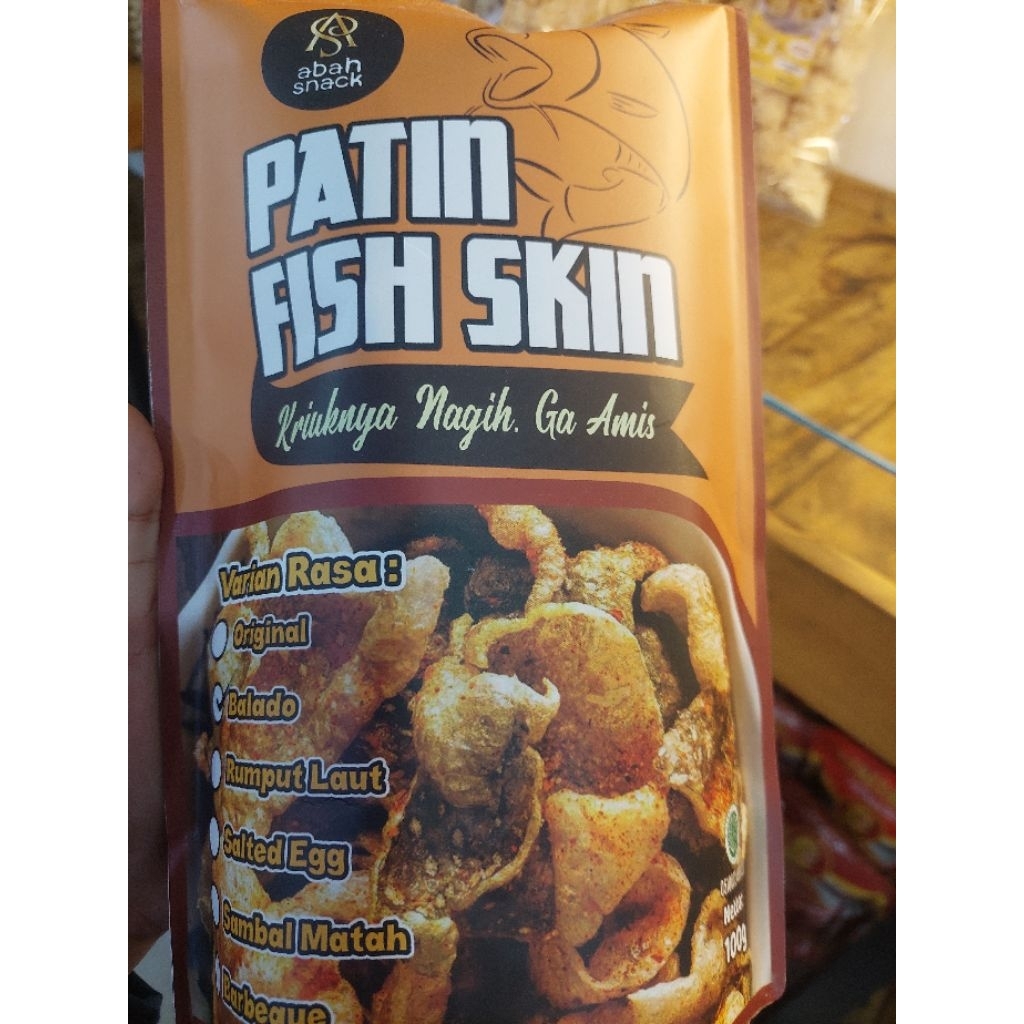 abah
snack
PATIN
FISH SKIN
Kriuknya Nagih. Ga Amis
Varian Rasa :
Original
Balado
Rumput Laut
Salted Egg
Sambal Matah
Barbeque
Netto
100g